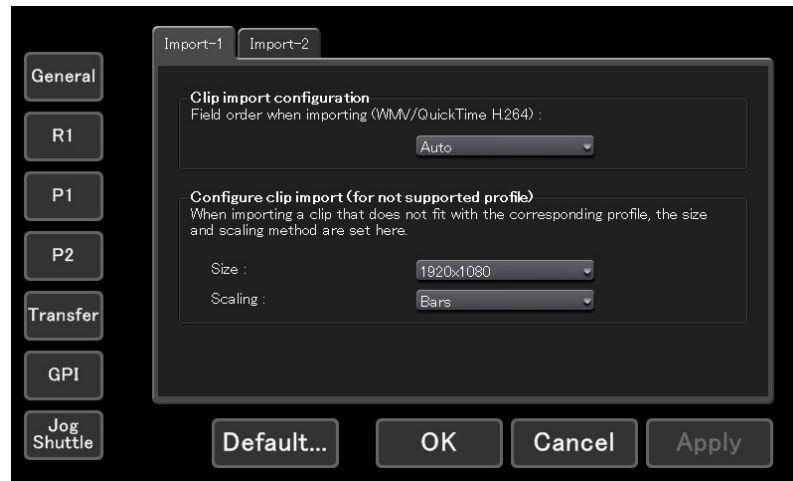 Import-1
Import-2
General
R1
P1
P2
Transfer
GPI
Jog
Shuttle
Clip import configuration
Field order when importing (WMV/QuickTime H.264) :
Auto
Configure clip import (for not supported profile)
When importing a clip that does not fit with the corresponding profile, the size
and scaling method are set here.
Size :
1920x1080
Scaling :
Bars
Default...
OK
Cancel
Apply